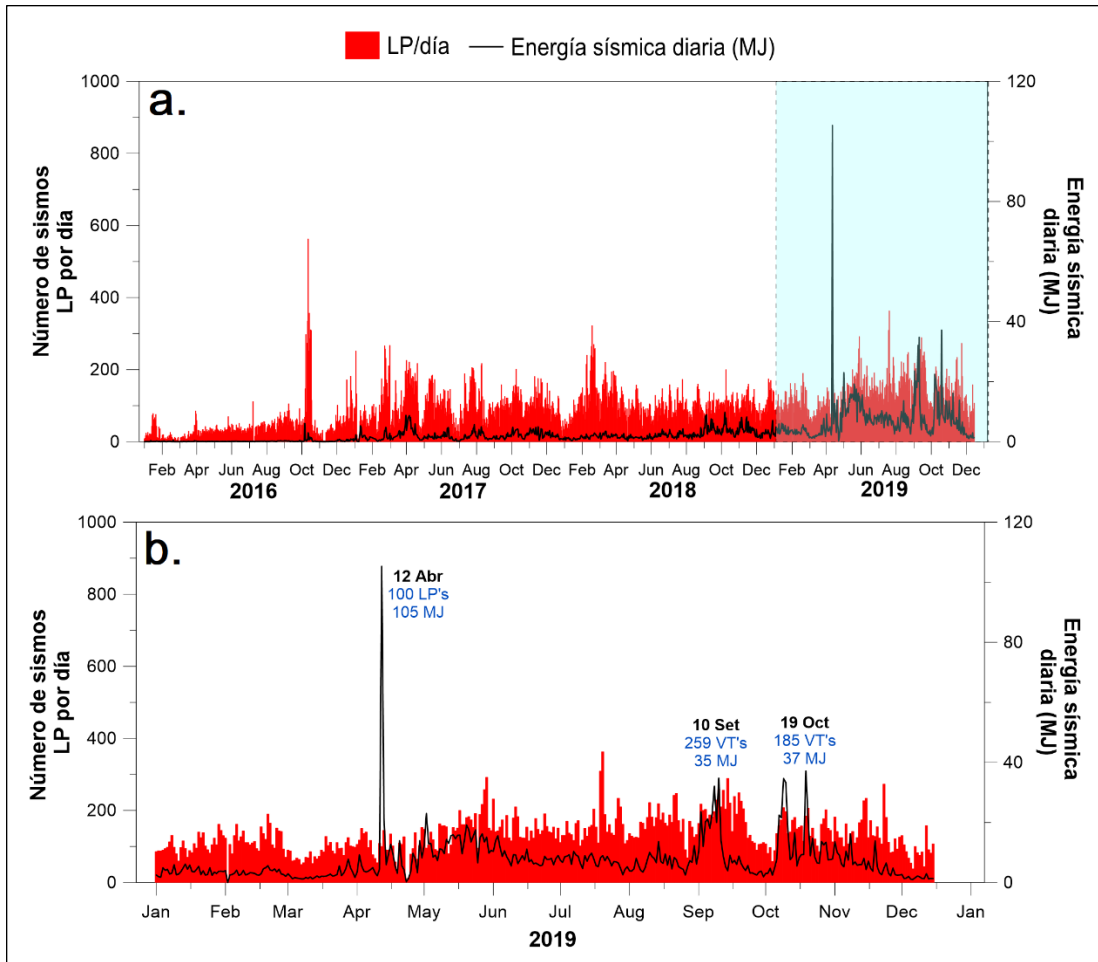 LP/día Energía sísmica diaria (MJ)
a.
1000
800
600
400
200
0
Número de sismos
LP por día
120
80
40
0
Energía sísmica
diaria (MJ)
Feb Apr Jun Aug Oct Dec Feb Apr Jun Aug Oct Dec Feb Apr Jun Aug Oct Dec Feb Apr Jun Aug Oct Dec
2016 2017 2018 2019
b.
1000
800
600
400
200
0
Número de sismos
LP por día
12 Abr
100 LP's
105 MJ
10 Set
259 VT's
35 MJ
19 Oct
185 VT's
37 MJ
120
80
40
0
Energía sísmica
diaria (MJ)
Jan Feb Mar Apr May Jun Jul Aug Sep Oct Nov Dec Jan
2019